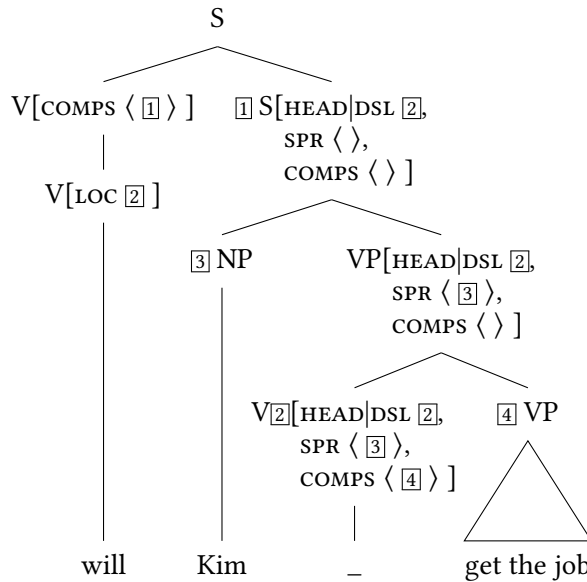 S
V[COMPS ⟨ 1 ⟩ ] 1 S[HEAD|DSL 2,
SPR ⟨ ⟩,
COMPS ⟨ ⟩ ]
V[LOC 2 ]
3 NP VP[HEAD|DSL 2,
SPR ⟨ 3 ⟩,
COMPS ⟨ ⟩ ]
V2[HEAD|DSL 2, 4 VP
SPR ⟨ 3 ⟩,
COMPS ⟨ 4 ⟩ ]
will Kim _ get the job